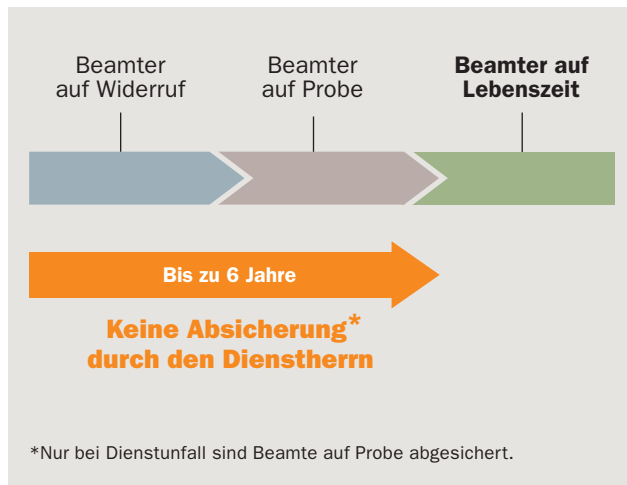 Beamter
auf Widerruf
Beamter
auf Probe
Beamter auf
Lebenszeit
Bis zu 6 Jahre
Keine Absicherung*
durch den Dienstherrn
*Nur bei Dienstunfall sind Beamte auf Probe abgesichert.